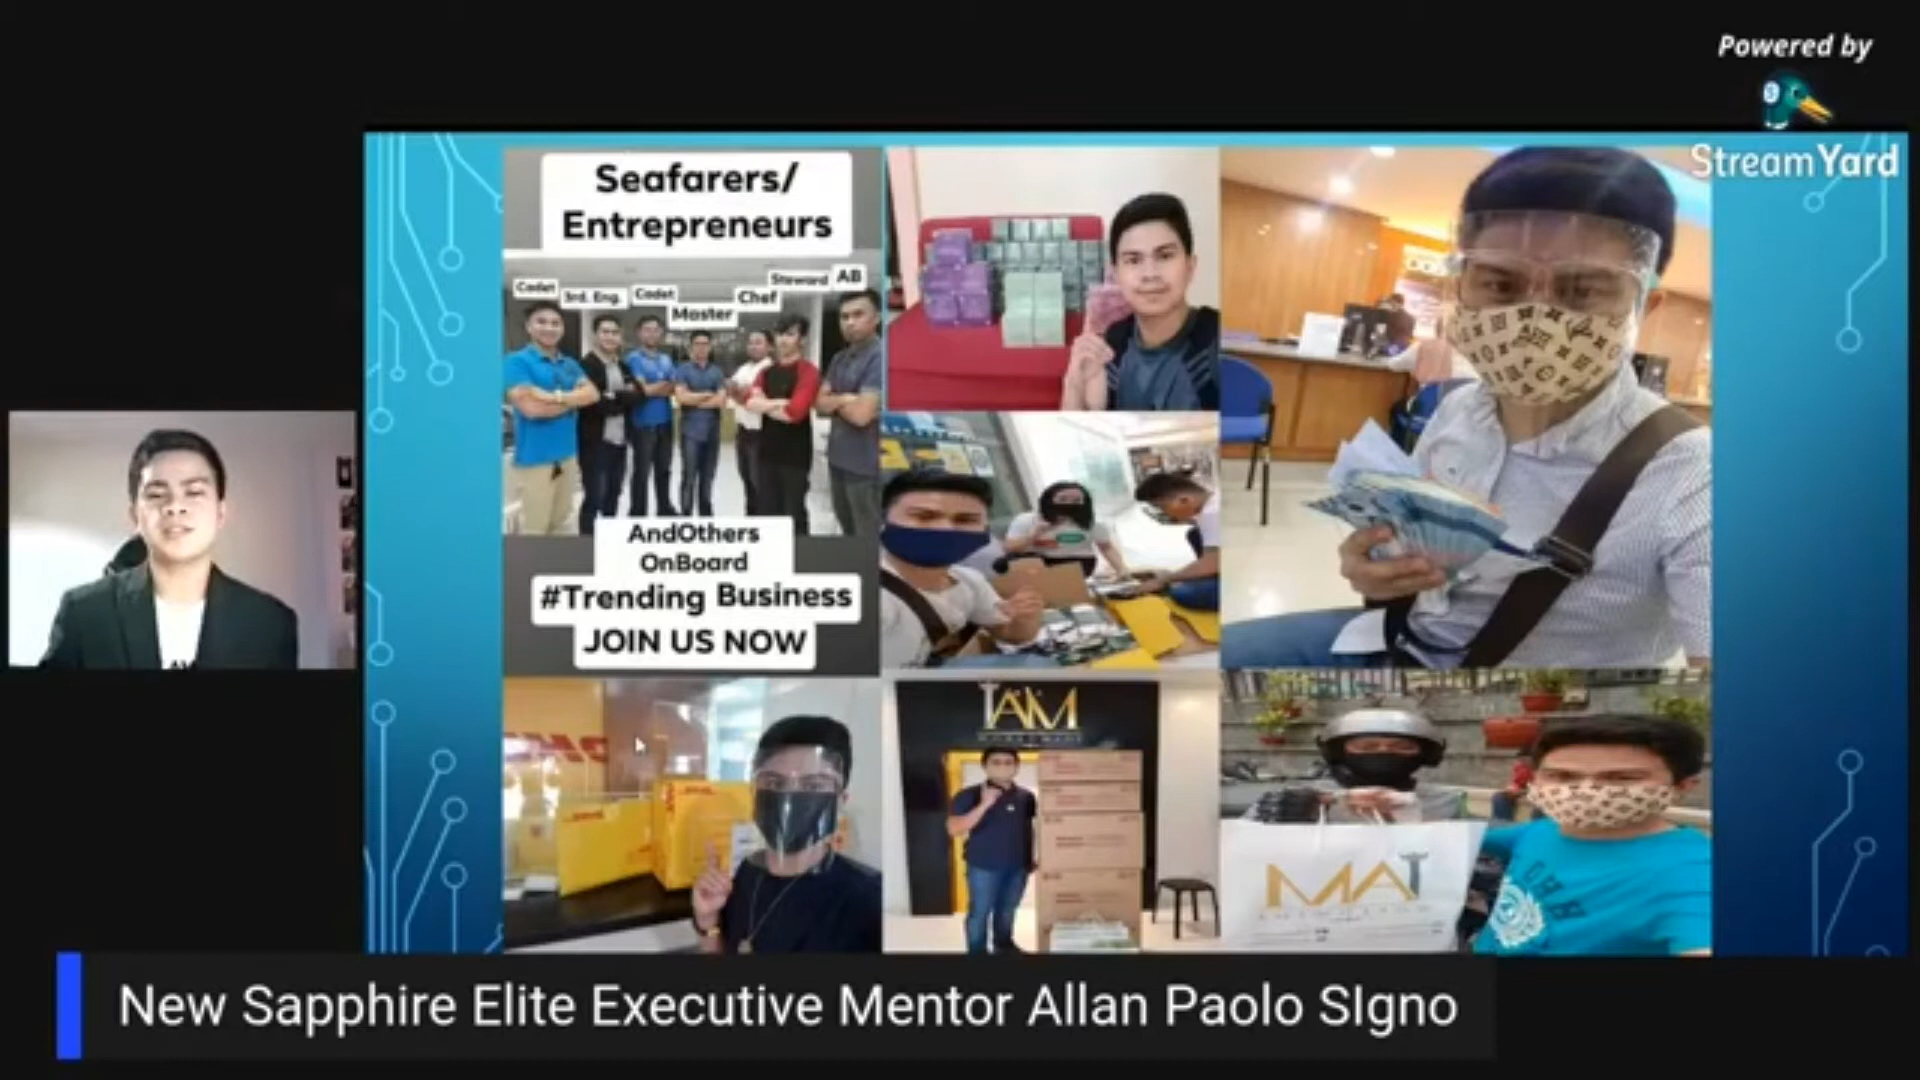 Powered by
StreamYard
Seafarers/
Entrepreneurs
Cadet
3rd. Eng.
Cadet
Master
Chef
Steward
AB
AndOthers
OnBoard
#Trending Business
JOIN US NOW
IAM
New Sapphire Elite Executive Mentor Allan Paolo SIgno